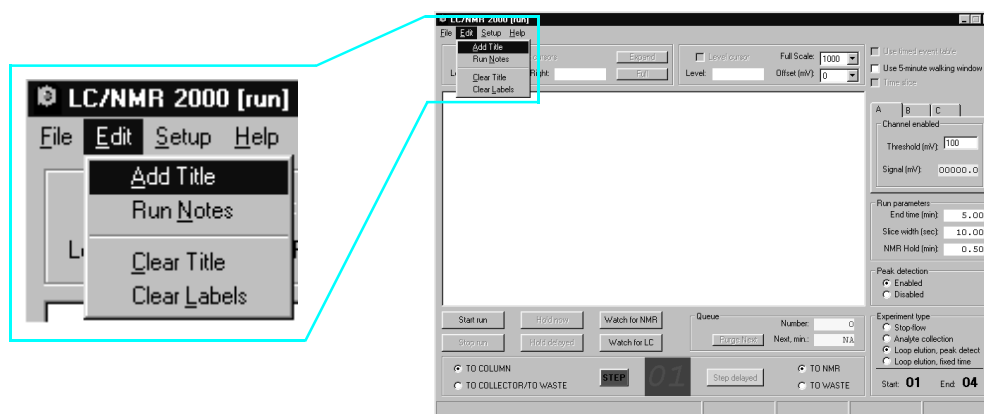 LC/NMR 2000 [run]
File Edit Setup Help
Add Title
Run Notes
Clear Title
Clear Labels
LC/NMR 2000 [run]
File Edit Setup Help
Add Title
Run Notes
Clear Title
Clear Labels
cursors
Expand
Right:
Full
Level cursor
Level:
Full Scale: 1000
Offset (mV): 0
Use timed event table
Use 5-minute walking window
Time slice
A B C
Channel enabled
Threshold (mV): 100
Signal (mV): 00000.0
Run parameters
End time (min): 5.00
Slice width (sec): 10.00
NMR Hold (min): 0.50
Peak detection
Enabled
Disabled
Start run Hold now Watch for NMR
Stop run Hold delayed Watch for LC
Queue
Number: 0
Purge Next Next, min.: NA
Experiment type
Stop-flow
Analyte collection
Loop elution, peak detect
Loop elution, fixed time
TO COLUMN
TO COLLECTOR/TO WASTE
STEP 01 Step delayed
TO NMR
TO WASTE
Start: 01 End: 04